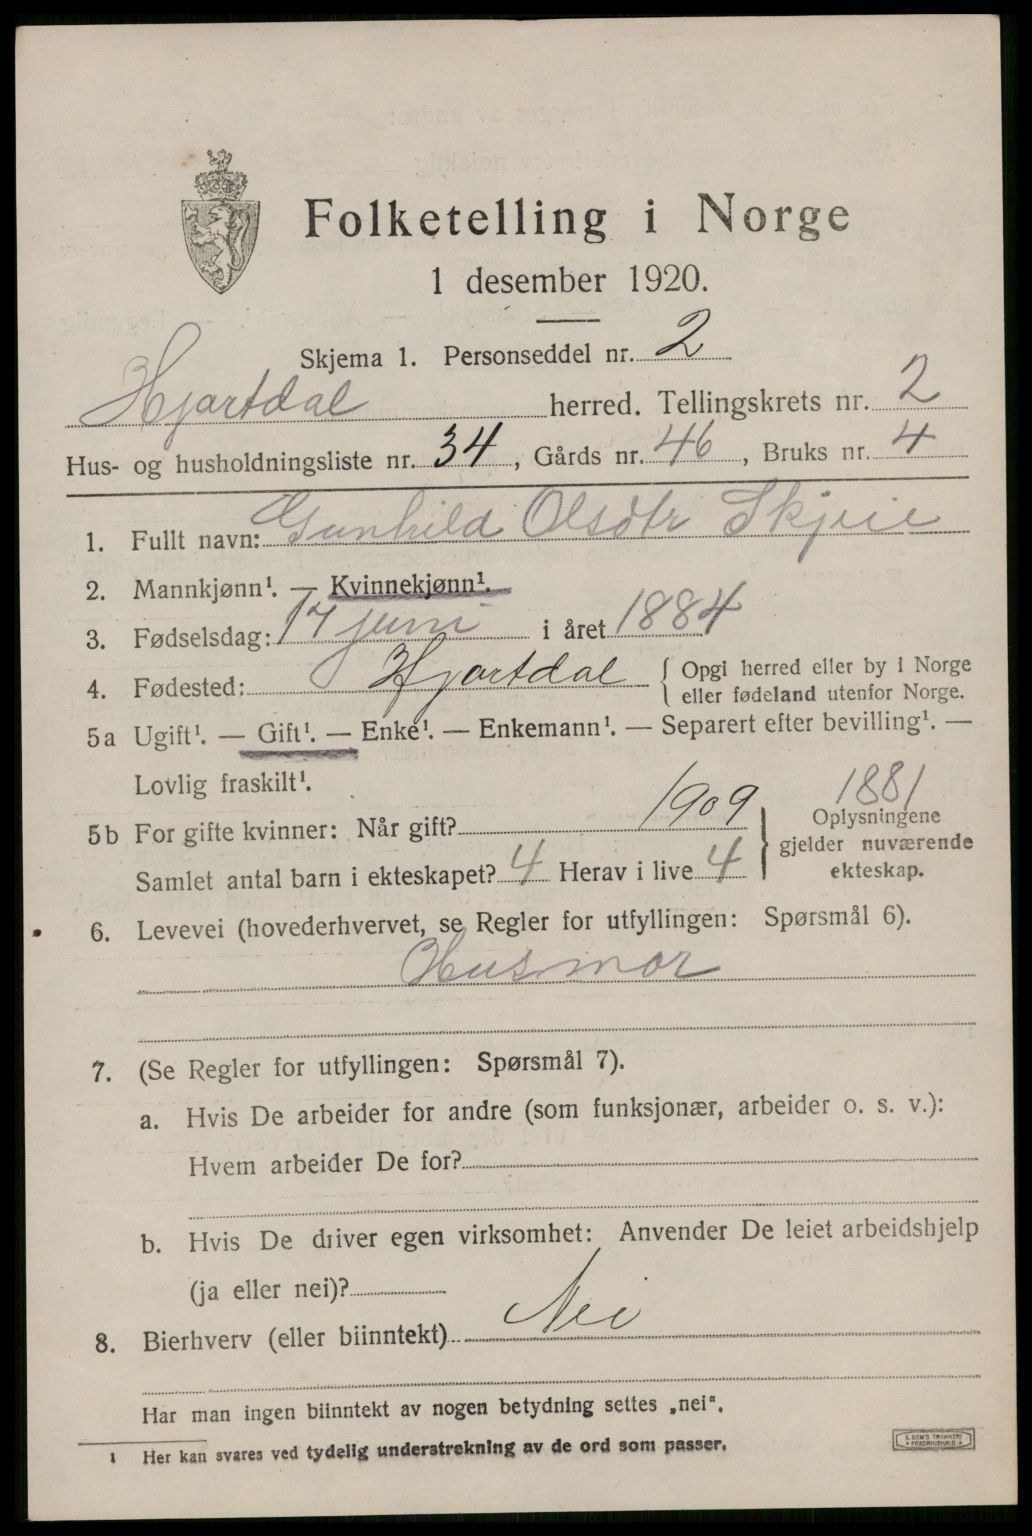 Folketelling i Norge
1 desember 1920.
Skjema 1. Personseddel nr. 2
Hjartdal herred. Tellingskrets nr. 2
Hus- og husholdningsliste nr. 34, Gårds nr. 46, Bruks nr. 4
1. Fullt navn: Gunhild Olsdtr Skjeie
2. Mannkjønn¹. — Kvinnekjønn¹.
3. Fødselsdag: 17 juni i året 1884
4. Fødested: Hjartdal { Opgi herred eller by i Norge
eller fødeland utenfor Norge.
5a Ugift¹. — Gift¹. — Enke¹. — Enkemann¹. — Separert efter bevilling¹. —
Lovlig fraskilt¹.
1881
5b For gifte kvinner: Når gift? 1909 } Oplysningene
gjelder nuværende
Samlet antal barn i ekteskapet? 4 Herav i live 4 ekteskap.
6. Levevei (hovederhvervet, se Regler for utfyllingen: Spørsmål 6).
Husmor
7. (Se Regler for utfyllingen: Spørsmål 7).
a. Hvis De arbeider for andre (som funksjonær, arbeider o. s. v.):
Hvem arbeider De for?
b. Hvis De driver egen virksomhet: Anvender De leiet arbeidshjelp
(ja eller nei)?
8. Bierhverv (eller biinntekt) Nei
Har man ingen biinntekt av nogen betydning settes „nei".
¹ Her kan svares ved tydelig understrekning av de ord som passer.